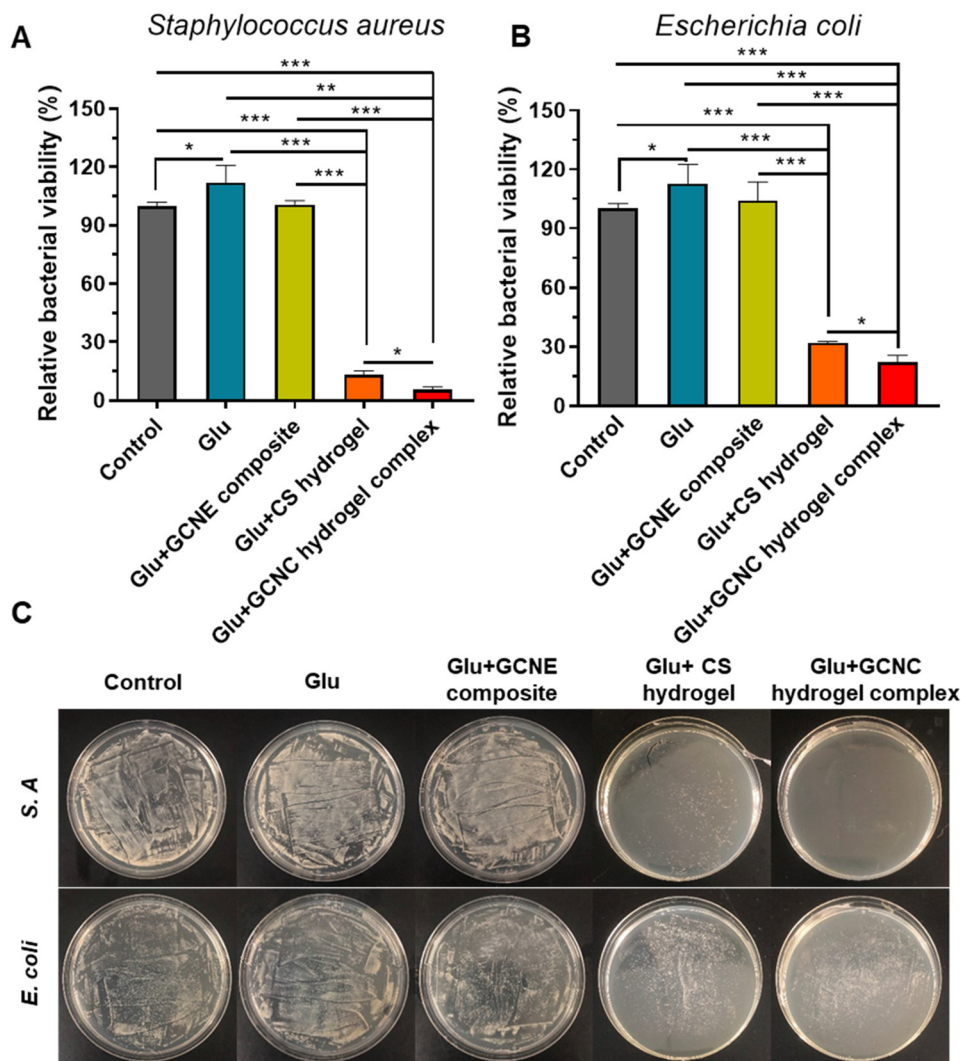 A
Staphylococcus aureus
***
**
***
***
*
***
***
*
Relative bacterial viability (%)
150
120
90
60
30
0
Control
Glu
Glu+GCNE composite
Glu+CS hydrogel
Glu+GCNC hydrogel complex
B
Escherichia coli
***
***
***
***
*
***
***
*
Relative bacterial viability (%)
150
120
90
60
30
0
Control
Glu
Glu+GCNE composite
Glu+CS hydrogel
Glu+GCNC hydrogel complex
C
Control
Glu
Glu+GCNE
composite
Glu+ CS
hydrogel
Glu+GCNC
hydrogel complex
S. A
E. coli